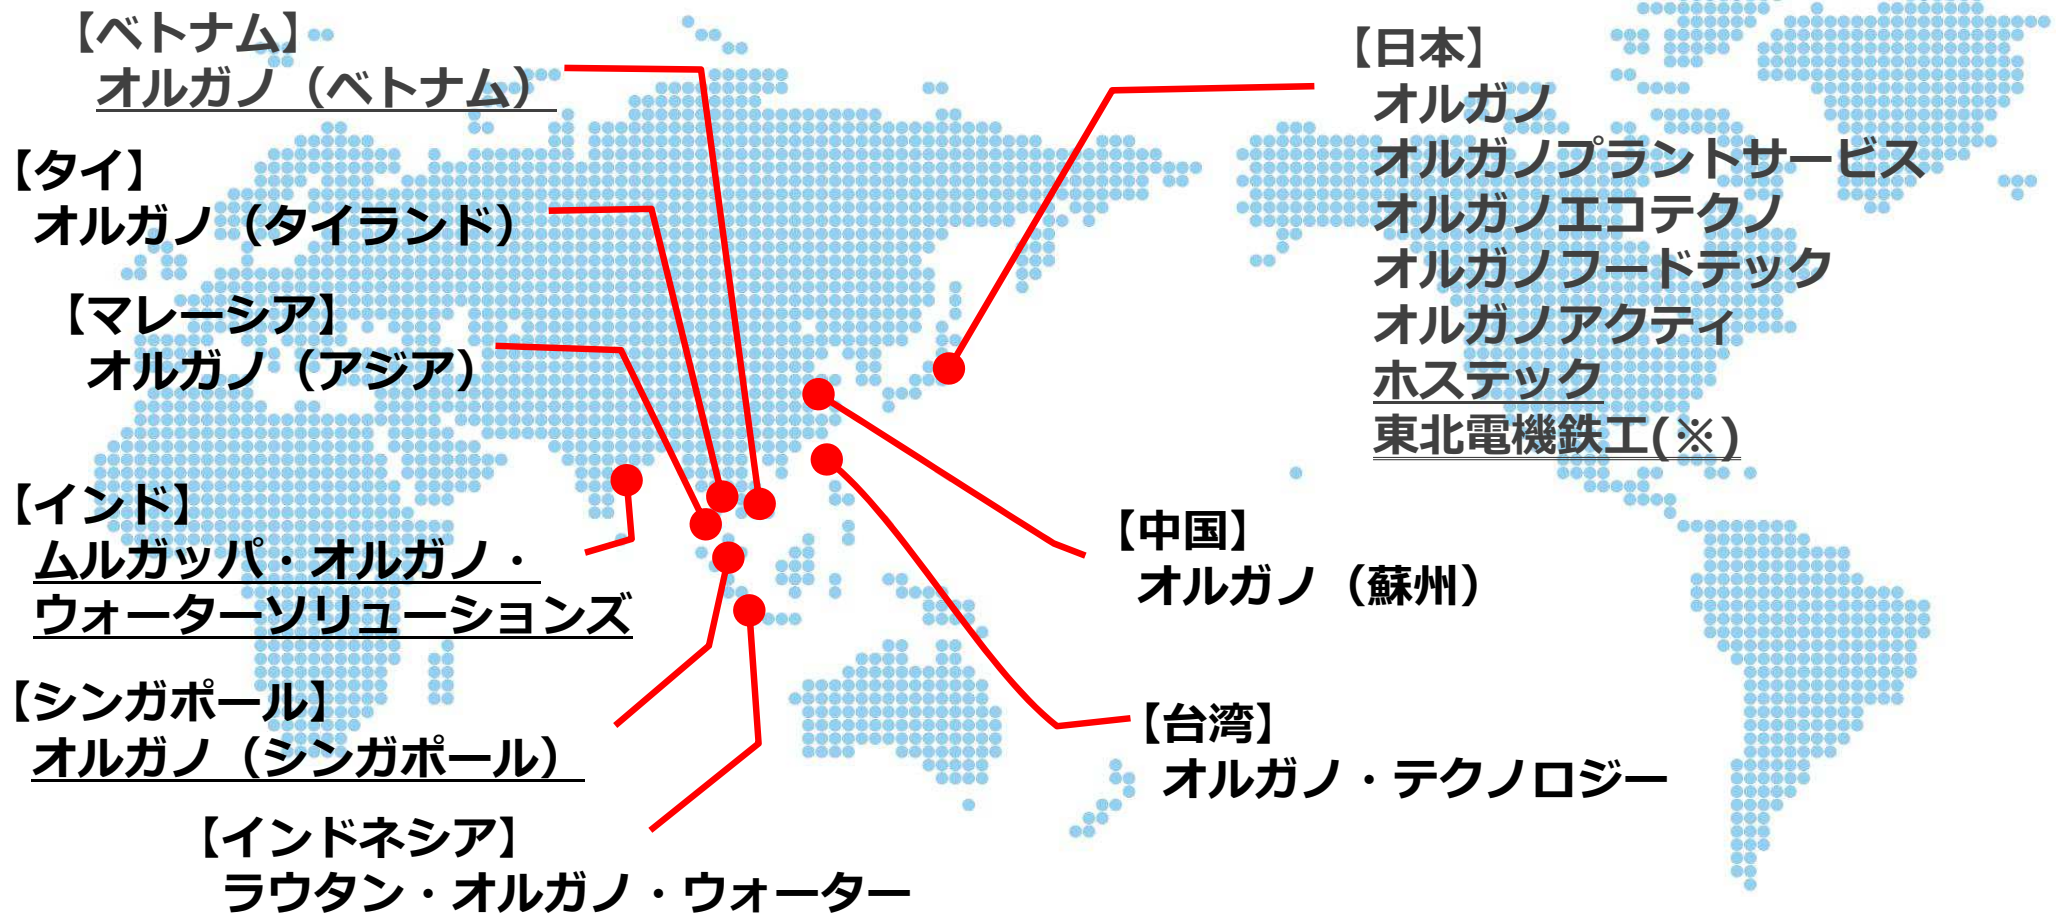 【ベトナム】
オルガノ（ベトナム）
【タイ】
オルガノ（タイランド）
【マレーシア】
オルガノ（アジア）
【インド】
ムルガッパ・オルガノ・
ウォーターソリューションズ
【シンガポール】
オルガノ（シンガポール）
【インドネシア】
ラウタン・オルガノ・ウォーター
【日本】
オルガノ
オルガノプラントサービス
オルガノエコテクノ
オルガノフードテック
オルガノアクティ
ホステック
東北電機鉄工(※)
【中国】
オルガノ（蘇州）
【台湾】
オルガノ・テクノロジー